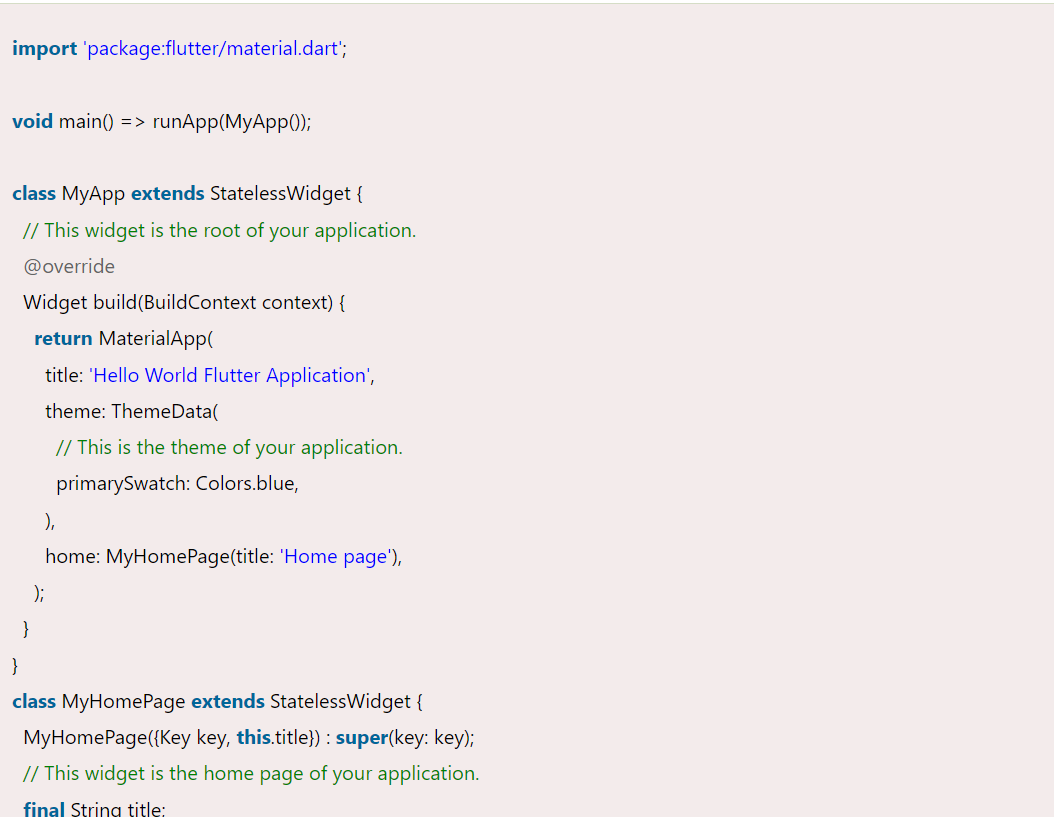 import 'package:flutter/material.dart';
void main() => runApp(MyApp());
class MyApp extends StatelessWidget {
// This widget is the root of your application.
@override
Widget build(BuildContext context) {
return MaterialApp(
title: 'Hello World Flutter Application',
theme: ThemeData(
// This is the theme of your application.
primarySwatch: Colors.blue,
),
home: MyHomePage(title: 'Home page'),
);
}
}
class MyHomePage extends StatelessWidget {
MyHomePage({Key key, this.title}) : super(key: key);
// This widget is the home page of your application.
final String title;